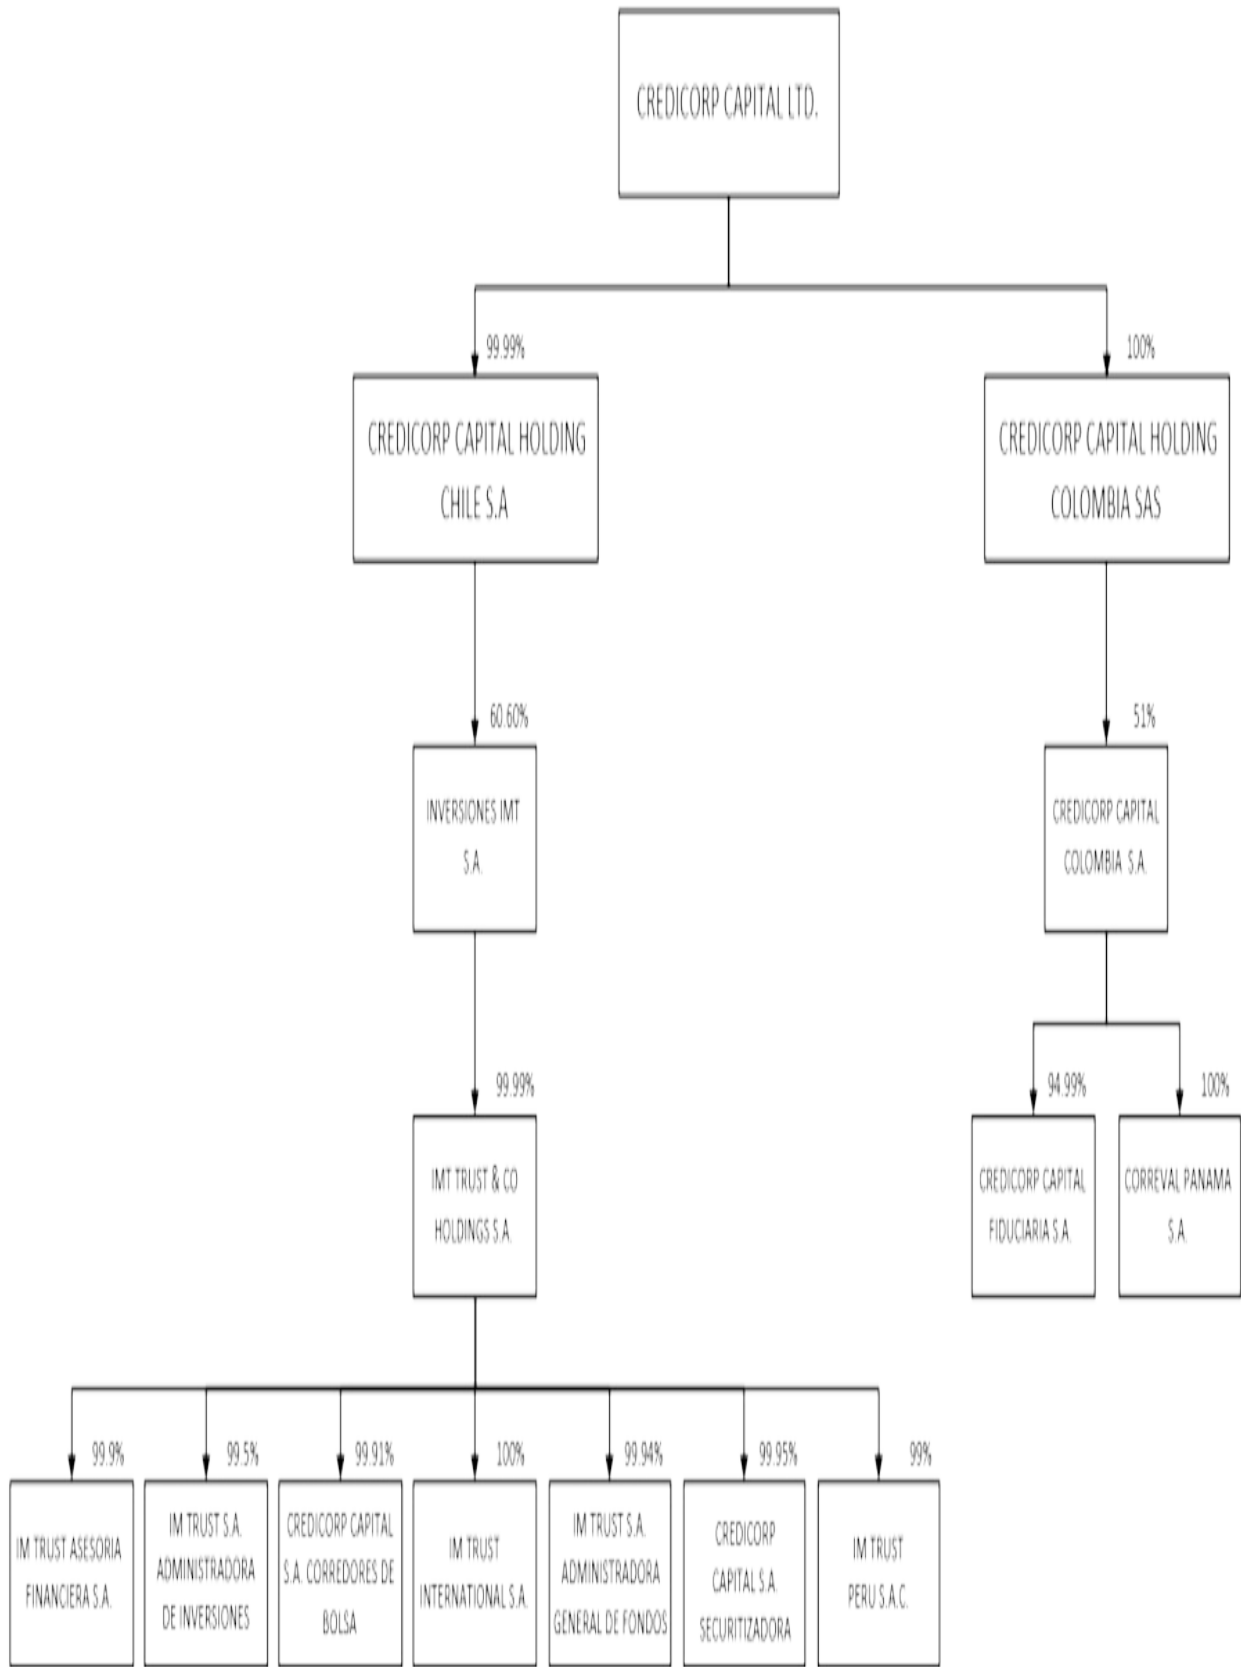 CREDICORP CAPITAL LTD.
99.99%
100%
CREDICORP CAPITAL HOLDING
CHILE S.A
CREDICORP CAPITAL HOLDING
COLOMBIA SAS
60.60%
51%
INVERSIONES IMT
S.A.
CREDICORP CAPITAL
COLOMBIA S.A.
99.99%
94.99%
100%
IMT TRUST & CO
HOLDINGS S.A.
CREDICORP CAPITAL
FIDUCIARIA S.A.
CORREVAL PANAMA
S.A.
99.9%
99.5%
99.91%
100%
99.94%
99.95%
99%
IM TRUST ASESORIA
FINANCIERA S.A.
IM TRUST S.A.
ADMINISTRADORA
DE INVERSIONES
CREDICORP CAPITAL
S.A. CORREDORES DE
BOLSA
IM TRUST
INTERNATIONAL S.A.
IM TRUST S.A.
ADMINISTRADORA
GENERAL DE FONDOS
CREDICORP
CAPITAL S.A.
SECURITIZADORA
IM TRUST
PERU S.A.C.